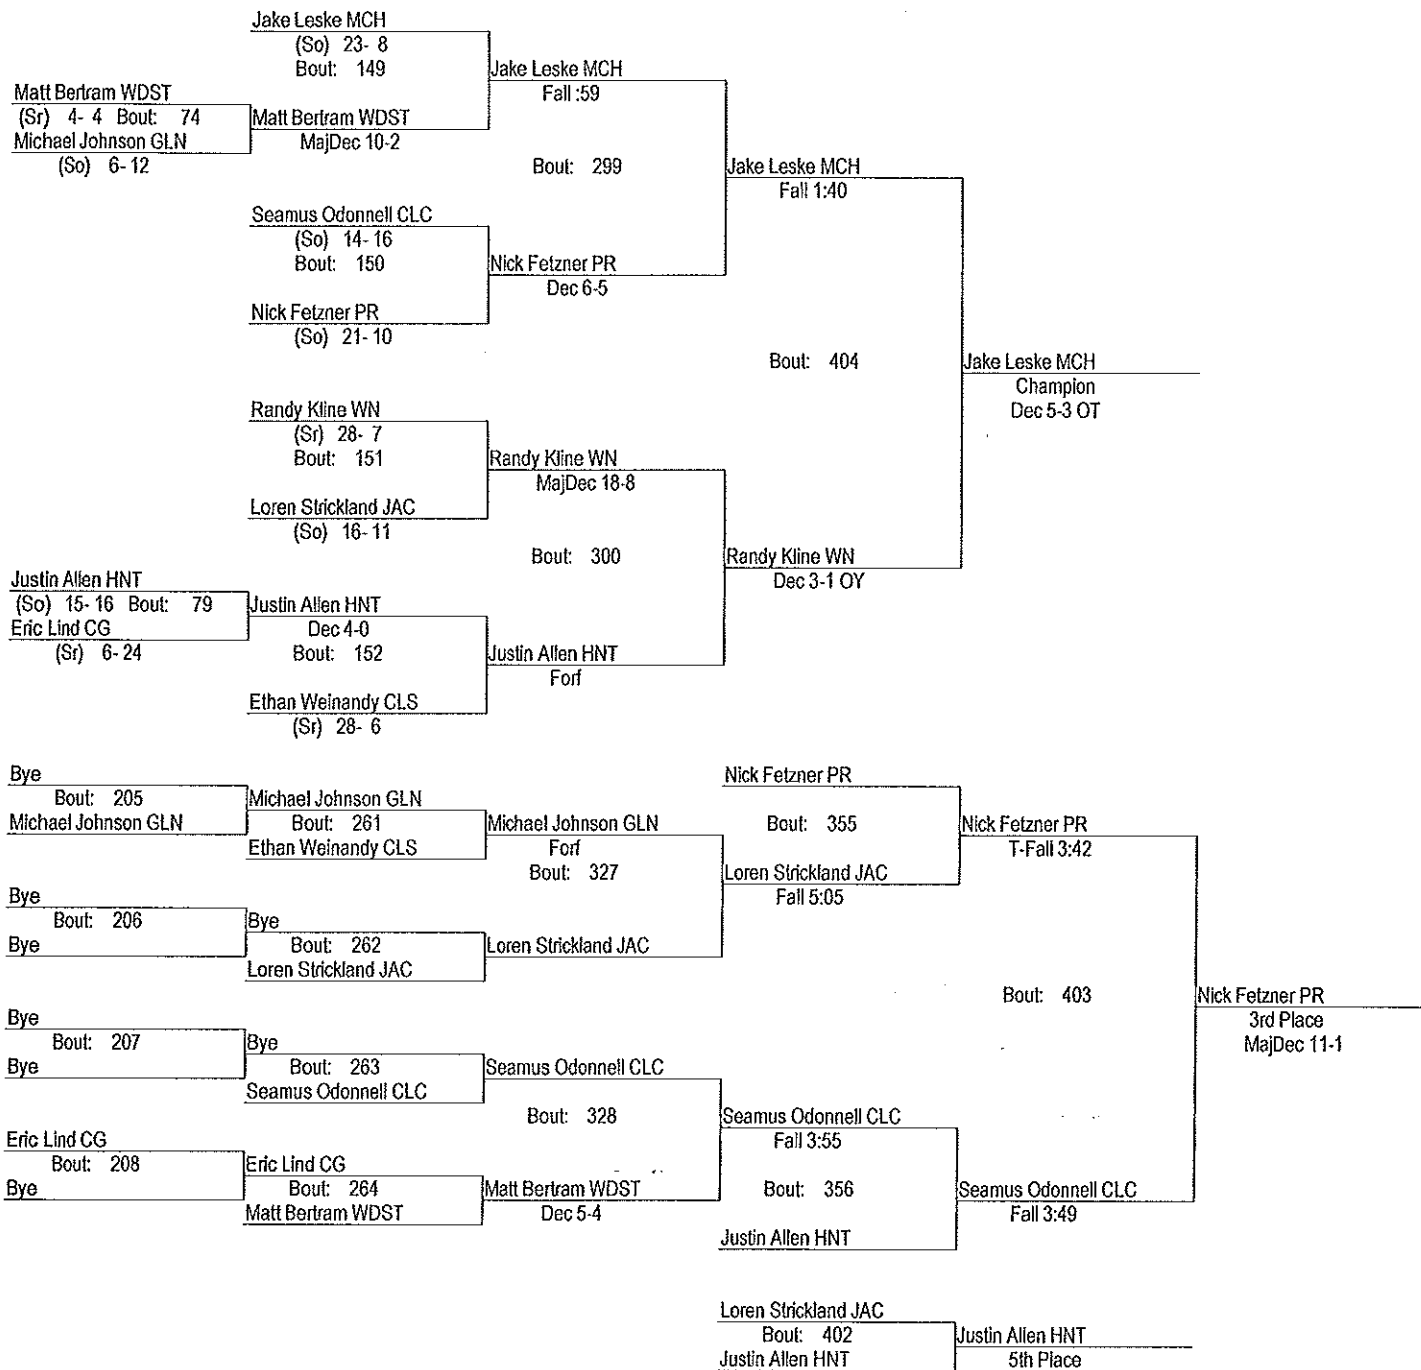 Jake Leske MCH
(So) 23- 8
Bout: 149
Jake Leske MCH
Fall :59
Matt Bertram WDST
(Sr) 4- 4 Bout: 74
Michael Johnson GLN
(So) 6- 12
Matt Bertram WDST
MajDec 10-2
Bout: 299
Jake Leske MCH
Fall 1:40
Seamus Odonnell CLC
(So) 14- 16
Bout: 150
Nick Fetzner PR
Dec 6-5
Nick Fetzner PR
(So) 21- 10
Bout: 404
Jake Leske MCH
Champion
Dec 5-3 OT
Randy Kline WN
(Sr) 28- 7
Bout: 151
Randy Kline WN
MajDec 18-8
Loren Strickland JAC
(So) 16- 11
Bout: 300
Randy Kline WN
Dec 3-1 OY
Justin Allen HNT
(So) 15- 16 Bout: 79
Eric Lind CG
(Sr) 6- 24
Justin Allen HNT
Dec 4-0
Bout: 152
Justin Allen HNT
Forf
Ethan Weinandy CLS
(Sr) 28- 6
Bye
Bout: 205
Michael Johnson GLN
Michael Johnson GLN
Bout: 261
Ethan Weinandy CLS
Michael Johnson GLN
Forf
Bout: 327
Nick Fetzner PR
Bout: 355
Loren Strickland JAC
Fall 5:05
Nick Fetzner PR
T-Fall 3:42
Bye
Bout: 206
Bye
Bye
Bout: 262
Loren Strickland JAC
Loren Strickland JAC
Bout: 403
Nick Fetzner PR
3rd Place
MajDec 11-1
Bye
Bout: 207
Bye
Bye
Bout: 263
Seamus Odonnell CLC
Seamus Odonnell CLC
Bout: 328
Seamus Odonnell CLC
Fall 3:55
Bout: 356
Justin Allen HNT
Seamus Odonnell CLC
Fall 3:49
Eric Lind CG
Bout: 208
Bye
Eric Lind CG
Bout: 264
Matt Bertram WDST
Matt Bertram WDST
Dec 5-4
Loren Strickland JAC
Bout: 402
Justin Allen HNT
Justin Allen HNT
5th Place